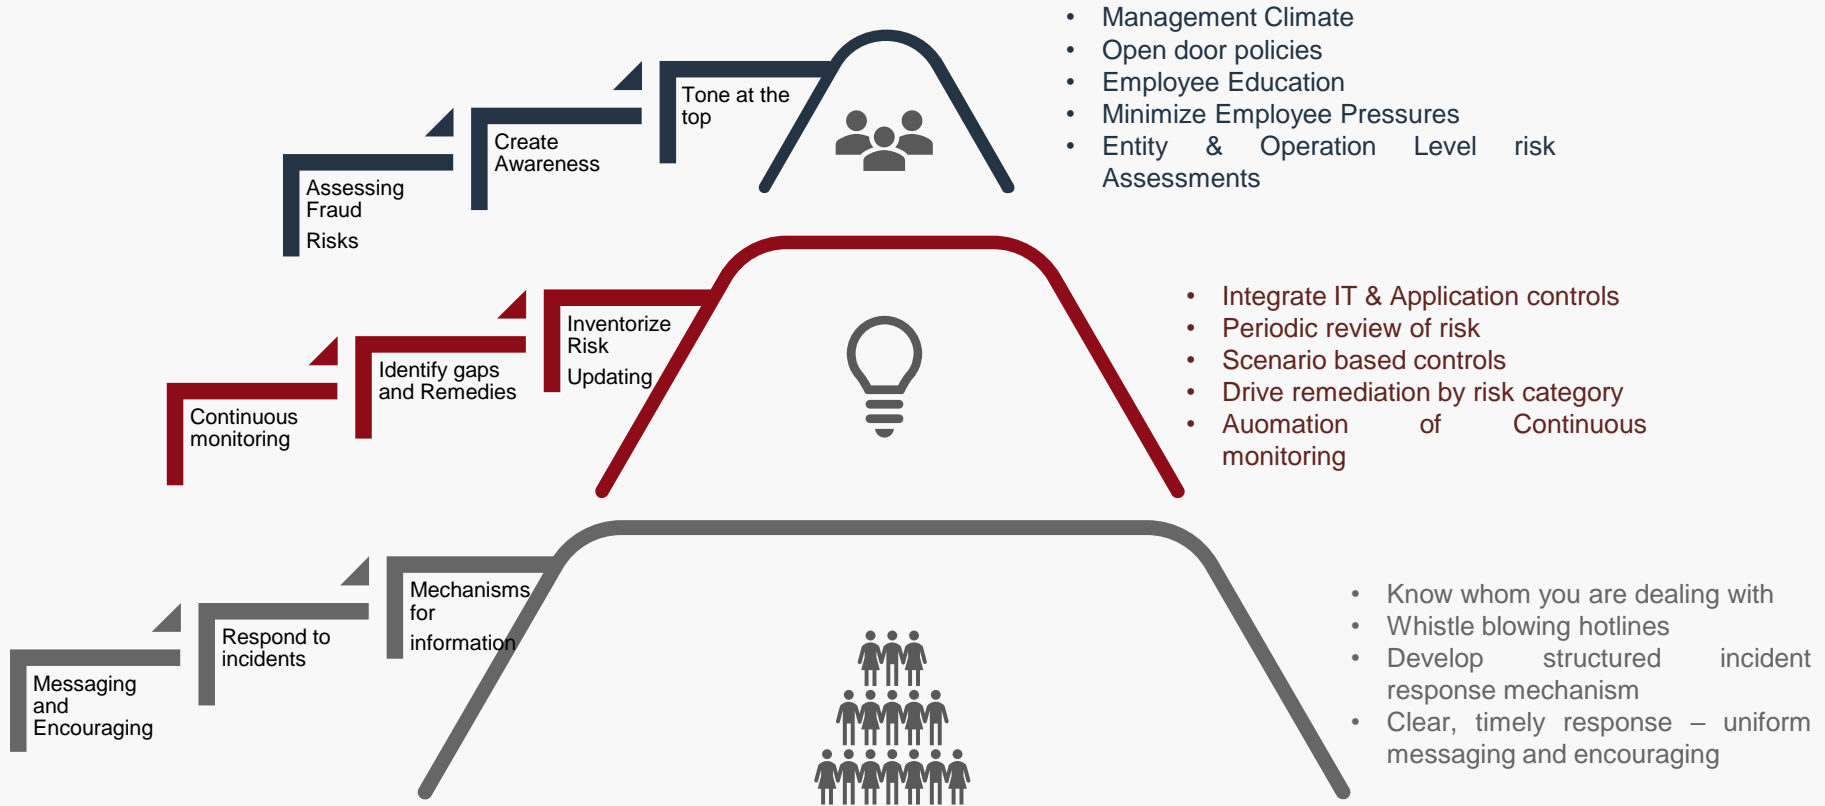 • Management Climate
• Open door policies
• Employee Education
• Minimize Employee Pressures
• Entity & Operation Level risk
Assessments
Tone at the
top
Create
Awareness
Assessing
Fraud
Risks
• Integrate IT & Application controls
• Periodic review of risk
• Scenario based controls
• Drive remediation by risk category
• Auomation of Continuous
monitoring
Inventorize
Risk
Updating
Identify gaps
and Remedies
Continuous
monitoring
• Know whom you are dealing with
• Whistle blowing hotlines
• Develop structured incident
response mechanism
• Clear, timely response – uniform
messaging and encouraging
Mechanisms
for
information
Respond to
incidents
Messaging
and
Encouraging